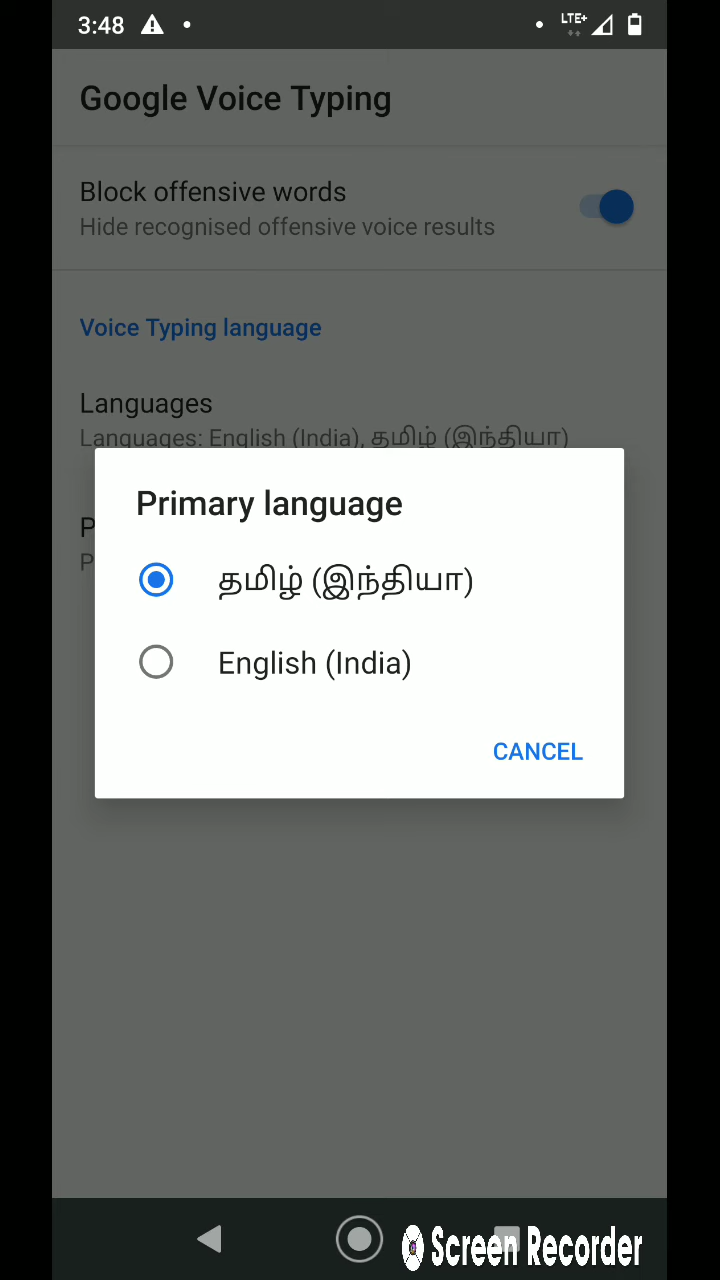 3:48
LTE+
Google Voice Typing
Block offensive words
Hide recognised offensive voice results
Voice Typing language
Languages
Languages: English (India), தமிழ் (இந்தியா)
P
P
Primary language
தமிழ் (இந்தியா)
English (India)
CANCEL
Screen Recorder